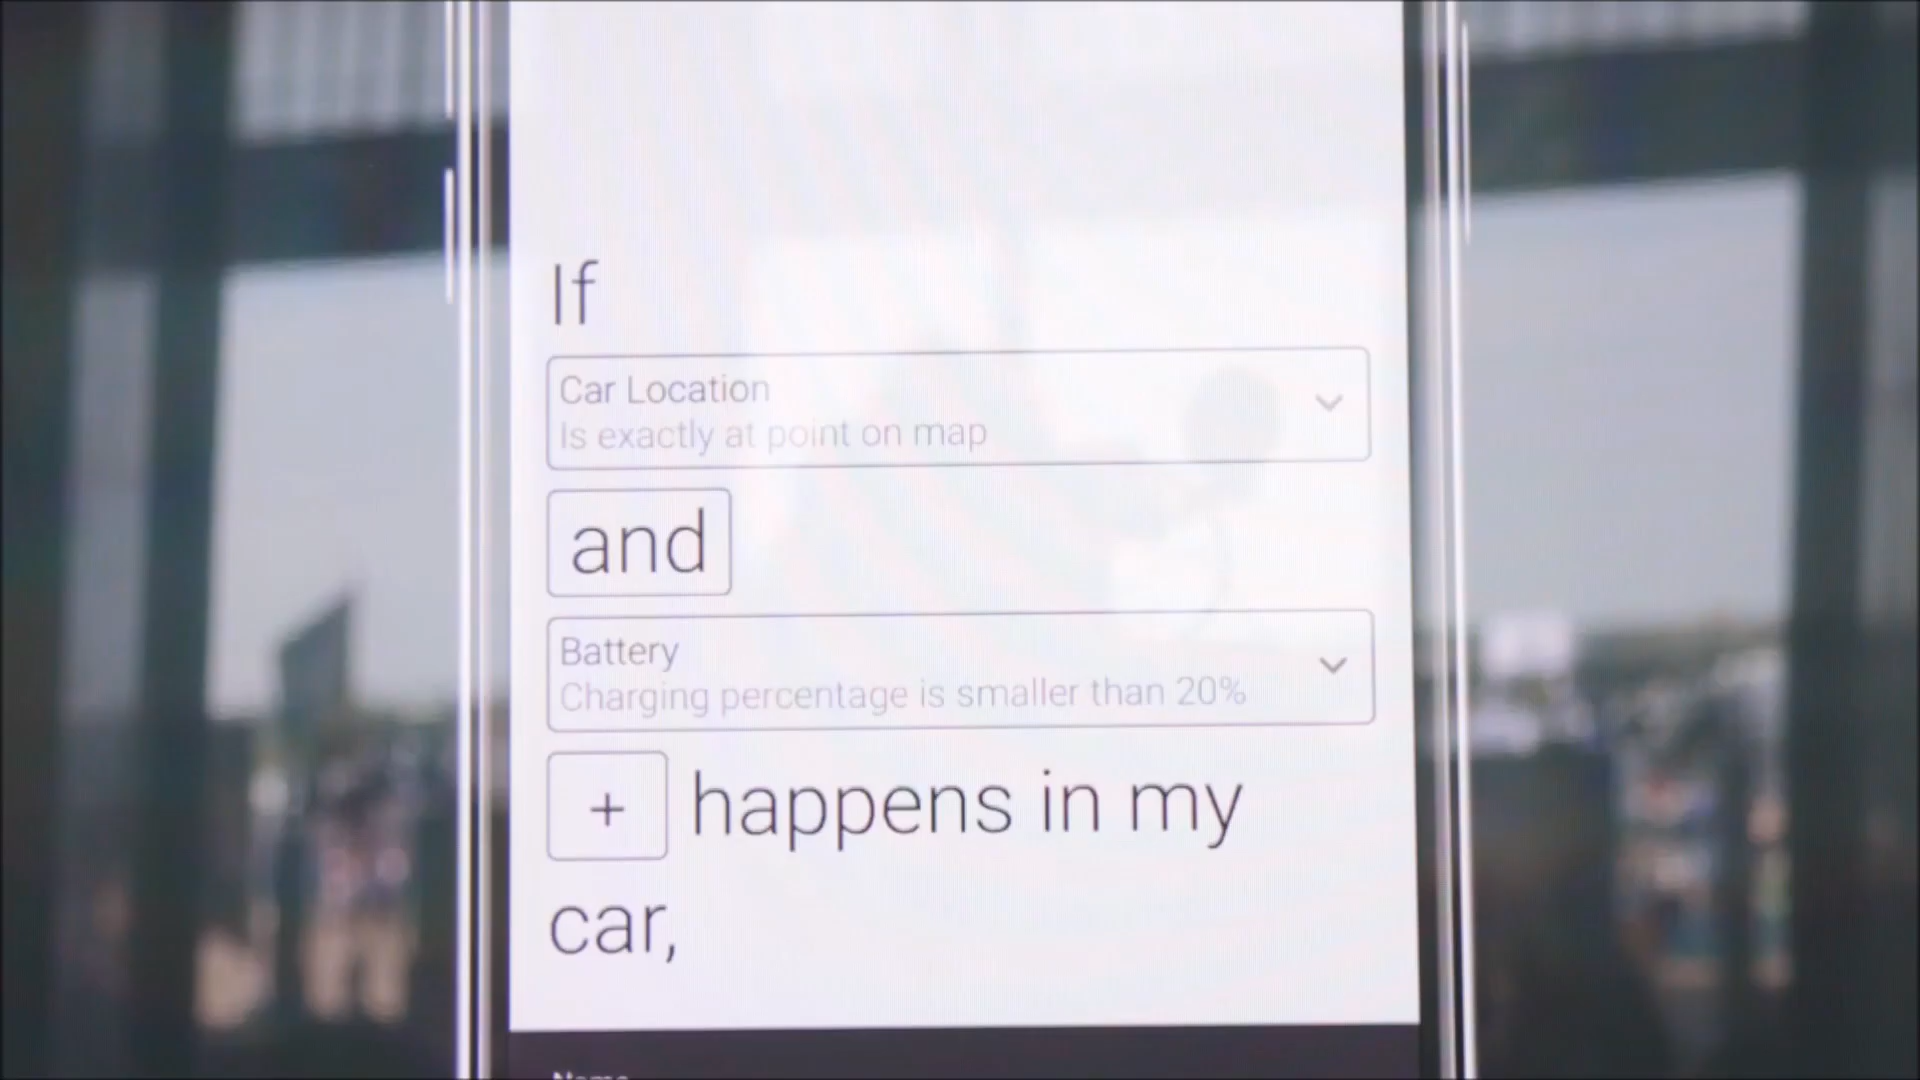 If
Car Location
Is exactly at point on map
and
Battery
Charging percentage is smaller than 20%
+ happens in my
car,
Name